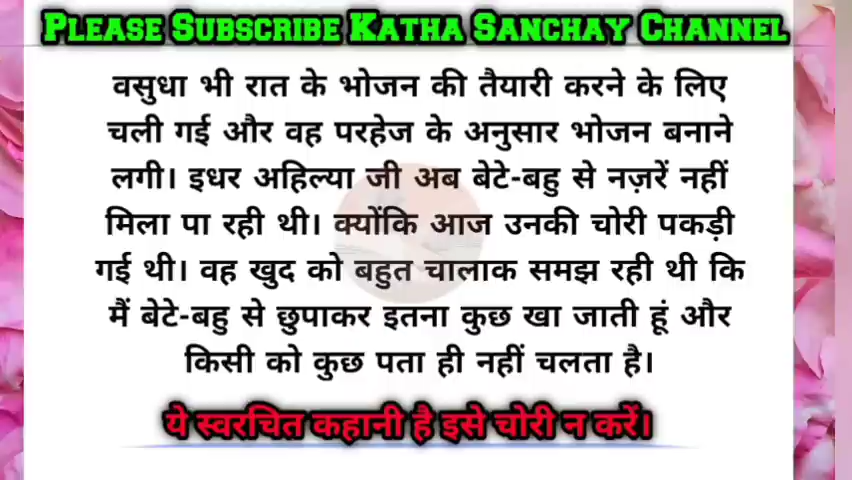 PLEASE SUBSCRIBE KATHA SANCHAY CHANNEL
वसुधा भी रात के भोजन की तैयारी करने के लिए
चली गई और वह परहेज के अनुसार भोजन बनाने
लगी। इधर अहिल्या जी अब बेटे-बहु से नज़रें नहीं
मिला पा रही थी। क्योंकि आज उनकी चोरी पकड़ी
गई थी। वह खुद को बहुत चालाक समझ रही थी कि
मैं बेटे-बहु से छुपाकर इतना कुछ खा जाती हूं और
किसी को कुछ पता ही नहीं चलता है।
ये स्वरचित कहानी है इसे चोरी न करें।